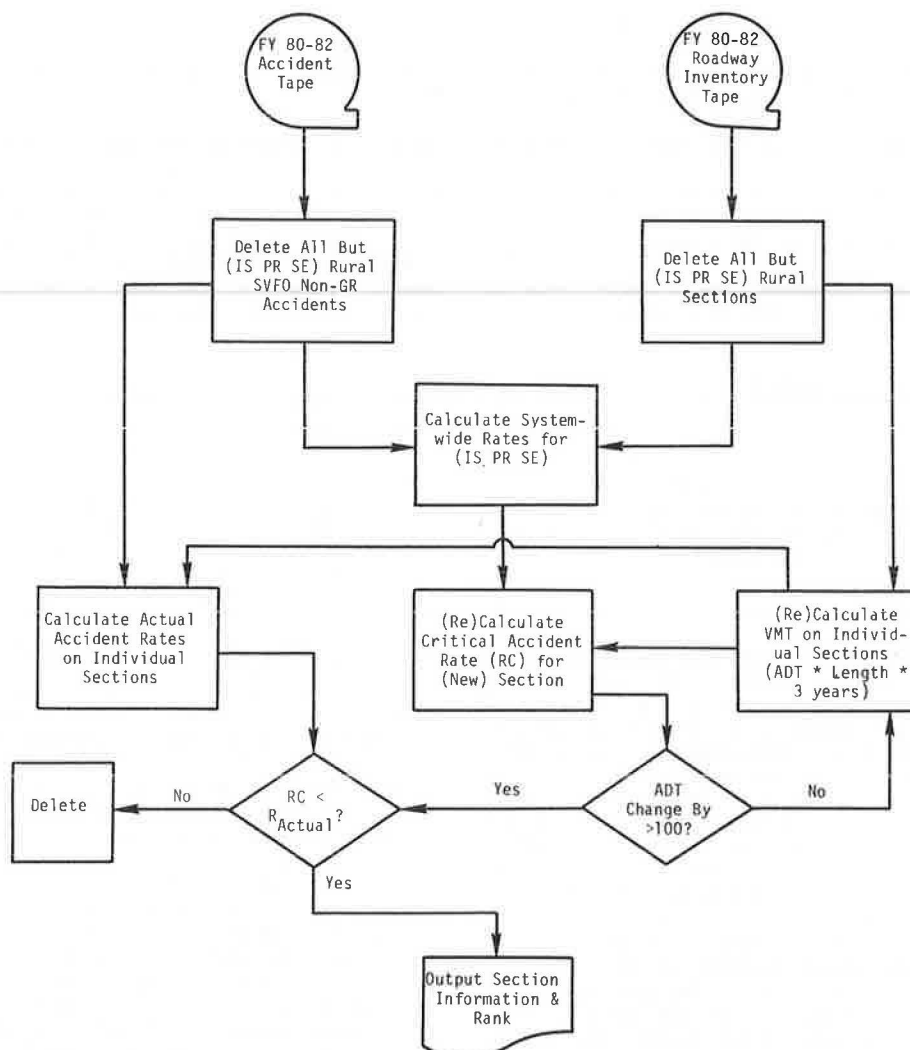 FY 80-82
Accident
Tape
FY 80-82
Roadway
Inventory
Tape
Delete All But
(IS PR SE) Rural
SVFO Non-GR
Accidents
Delete All But
(IS PR SE) Rural
Sections
Calculate System-
wide Rates for
(IS PR SE)
Calculate Actual
Accident Rates
on Individual
Sections
(Re)Calculate
Critical Accident
Rate (RC) for
(New) Section
(Re)Calculate
VMT on Individ-
ual Sections
(ADT * Length *
3 years)
Delete
No
RC <
RActual?
Yes
ADT
Change By
>100?
No
Yes
Output Section
Information &
Rank